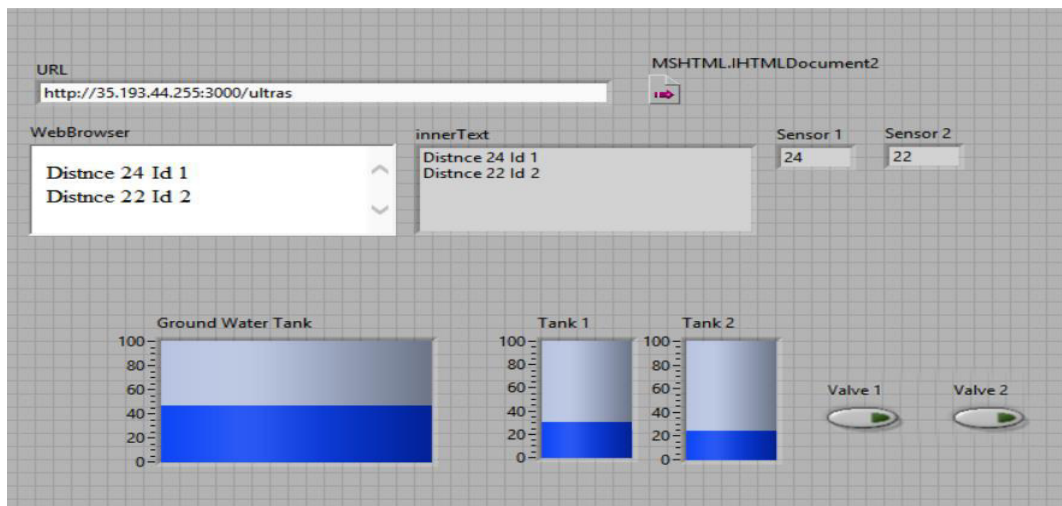 URL
MSHTML.IHTMLDocument2
http://35.193.44.255:3000/ultras
WebBrowser
innerText
Sensor 1
Sensor 2
Distnce 24 Id 1
Distnce 22 Id 2
Distnce 24 Id 1
Distnce 22 Id 2
24
22
Ground Water Tank
100
80
60
40
20
0
Tank 1
100
80
60
40
20
0
Tank 2
100
80
60
40
20
0
Valve 1
Valve 2